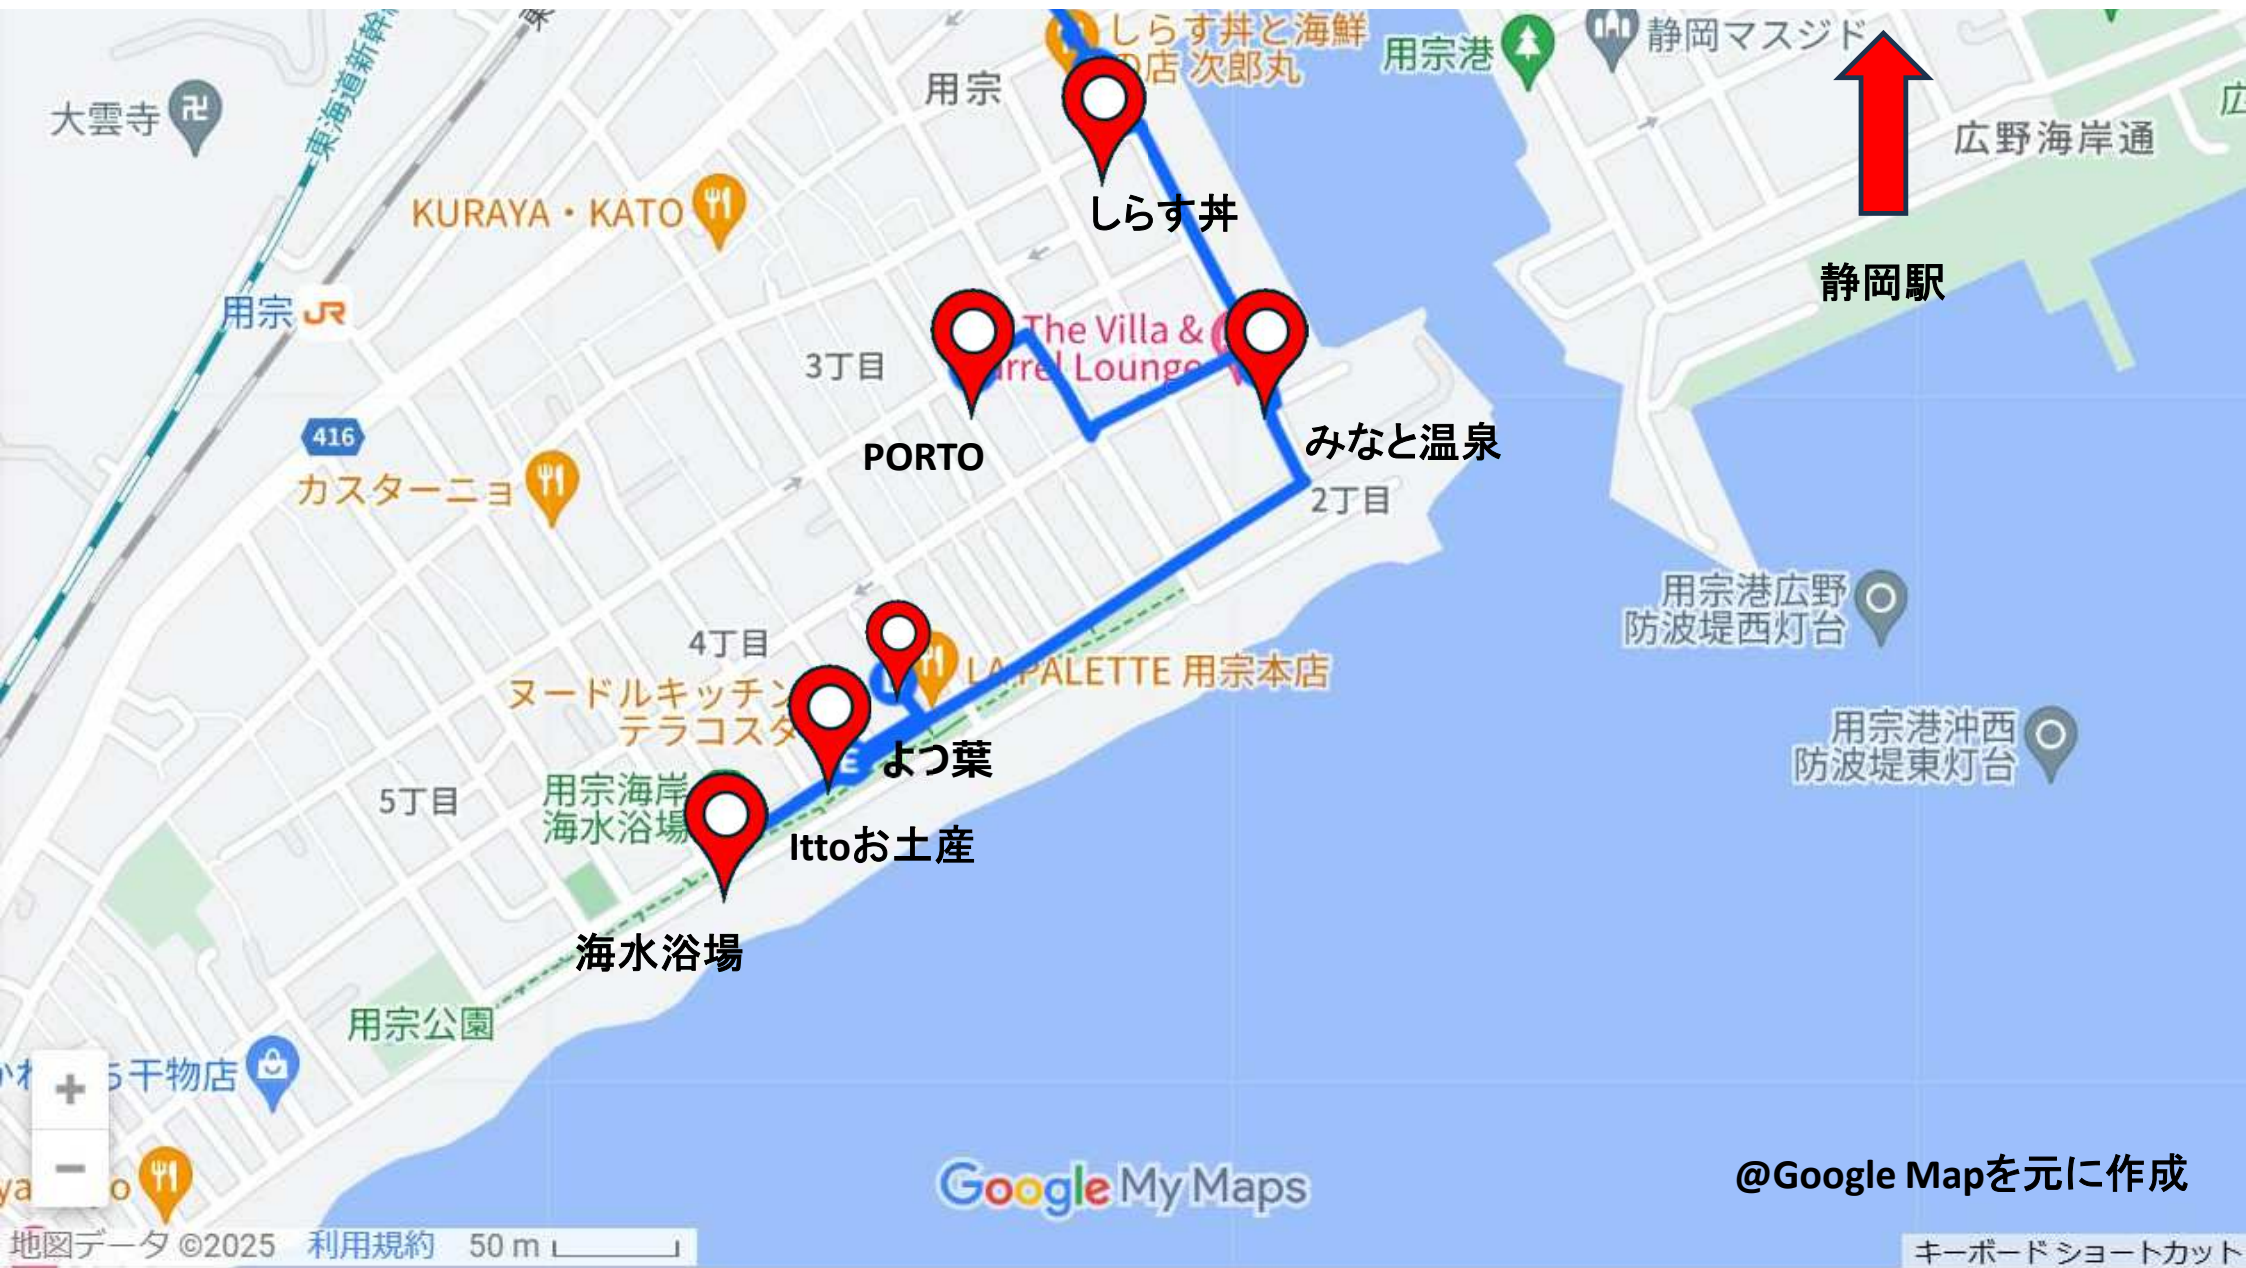 しらす丼と海鮮
の店 次郎丸
用宗港
静岡マスジド
用宗
大雲寺
東海道新幹
広野海岸通
KURAYA・KATO
しらす丼
静岡駅
用宗 JR
The Villa &
rrel Lounge
3丁目
416
PORTO
みなと温泉
カスターニョ
2丁目
用宗港広野
防波堤西灯台
4丁目
LA PALETTE 用宗本店
ヌードルキッチン
テラコスタ
用宗港沖西
防波堤東灯台
よつ葉
E
5丁目
用宗海岸
海水浴場
Ittoお土産
海水浴場
用宗公園
ち干物店
+
−
Google My Maps
@Google Mapを元に作成
地図データ ©2025 利用規約 50 m
キーボード ショートカット